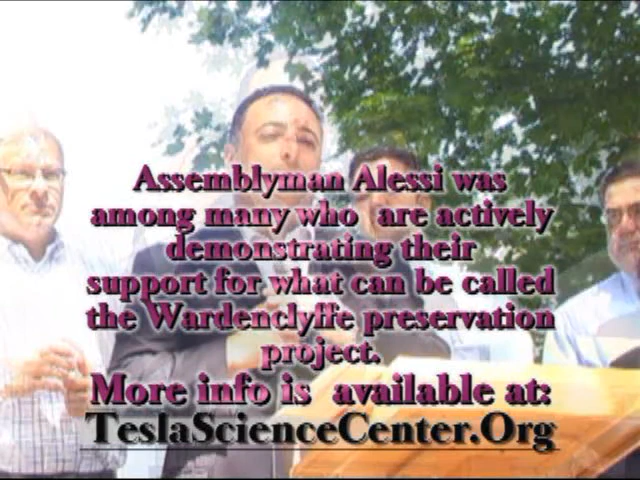 Assemblyman Alessi was
among many who are actively
demonstrating their
support for what can be called
the Wardenclyffe preservation
project.
More info is available at:
TeslaScienceCenter.Org